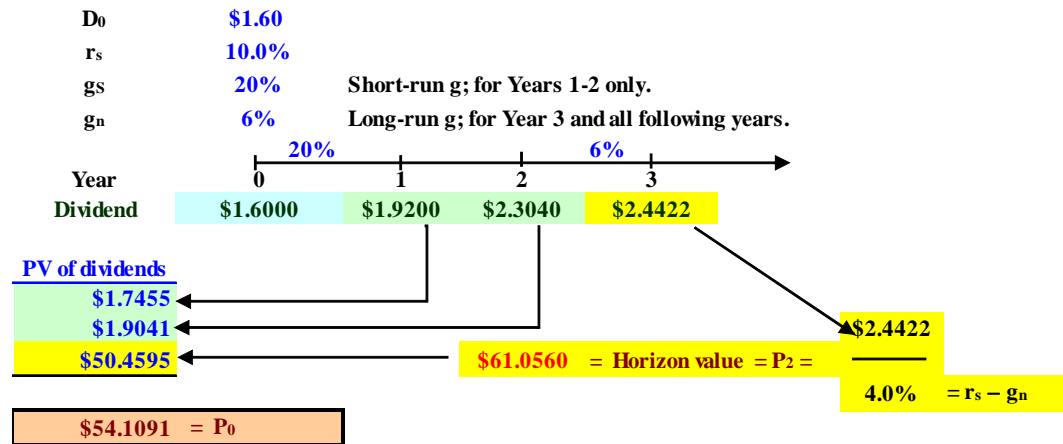 D₀ $1.60
rₛ 10.0%
gS 20% Short-run g; for Years 1-2 only.
gₙ 6% Long-run g; for Year 3 and all following years.
20% 6%
Year 0 1 2 3
Dividend $1.6000 $1.9200 $2.3040 $2.4422
PV of dividends
$1.7455
$1.9041
$2.4422
$50.4595 $61.0560 = Horizon value = P₂ =
4.0% = rₛ – gₙ
$54.1091 = P₀